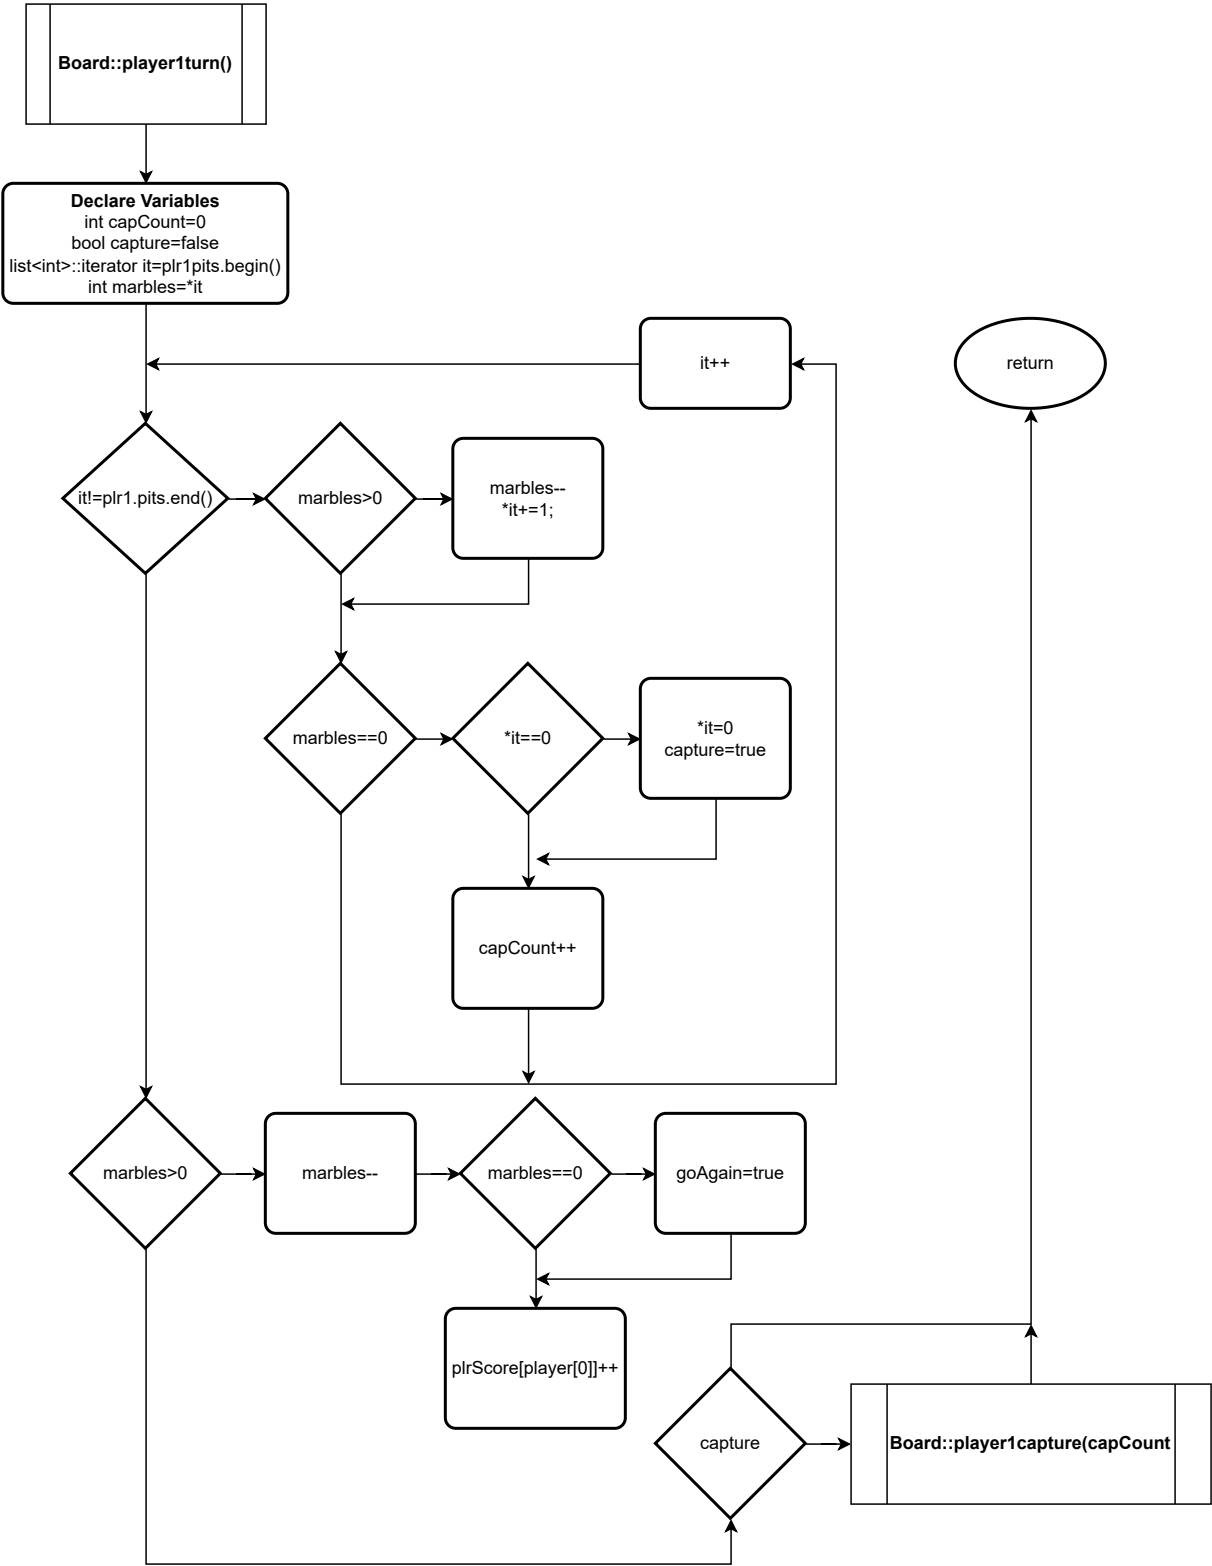 Board::player1turn()
Declare Variables
int capCount=0
bool capture=false
list<int>::iterator it=plr1pits.begin()
int marbles=*it
it++
return
it!=plr1.pits.end()
marbles>0
marbles--
*it+=1;
marbles==0
*it==0
*it=0
capture=true
capCount++
marbles>0
marbles--
marbles==0
goAgain=true
plrScore[player[0]]++
capture
Board::player1capture(capCount